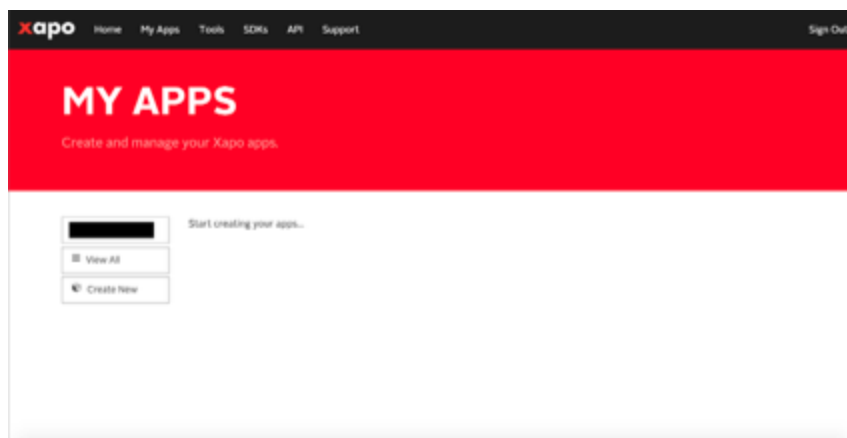 xapo Home My Apps Tools SDKs API Support Sign Out
MY APPS
Create and manage your Xapo apps.
Start creating your apps...
View All
Create New